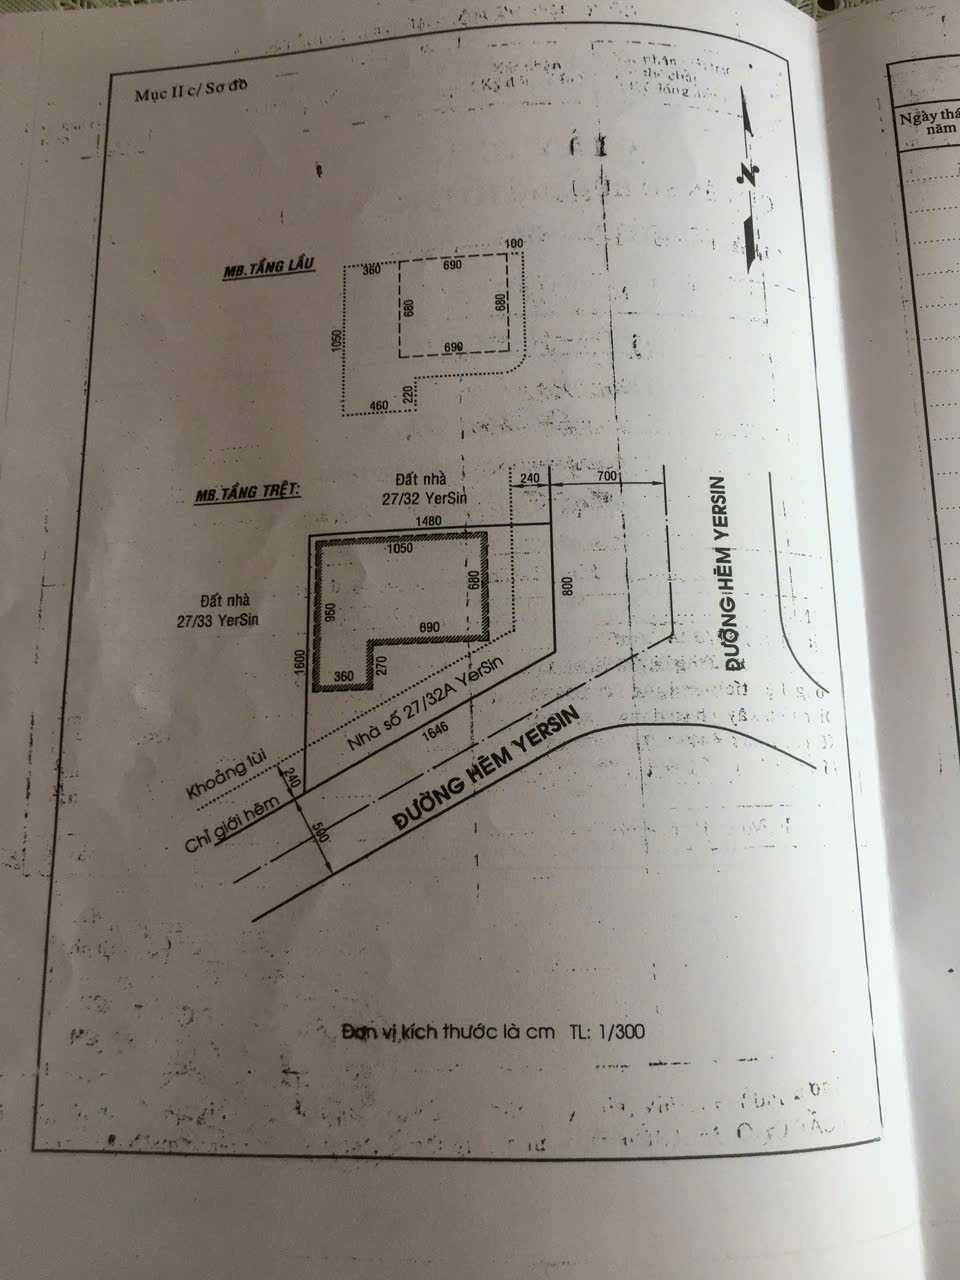 Mục II c/ Sơ đồ
Ngày thá
năm
MB.TẦNG LẦU
100
360
690
680
680
1050
690
220
460
MB.TẦNG TRỆT:
Đất nhà
27/32 YerSin
240
700
1480
1050
680
960
690
270
360
Đất nhà
27/33 YerSin
1600
800
ĐƯỜNG HẺM YERSIN
Nhà số 27/32A YerSin
1646
Khoảng lùi
240
Chỉ giới hẻm
500
ĐƯỜNG HẺM YERSIN
Đơn vị kích thước là cm TL: 1/300